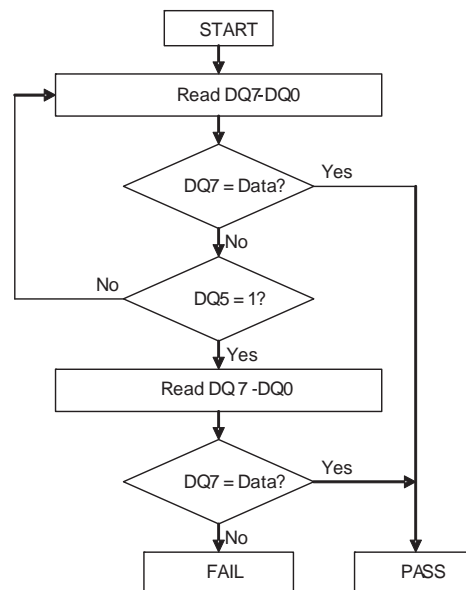 START
Read DQ7-DQ0
DQ7 = Data?
Yes
No
No
DQ5 = 1?
Yes
Read DQ 7 -DQ0
DQ7 = Data?
Yes
No
FAIL
PASS